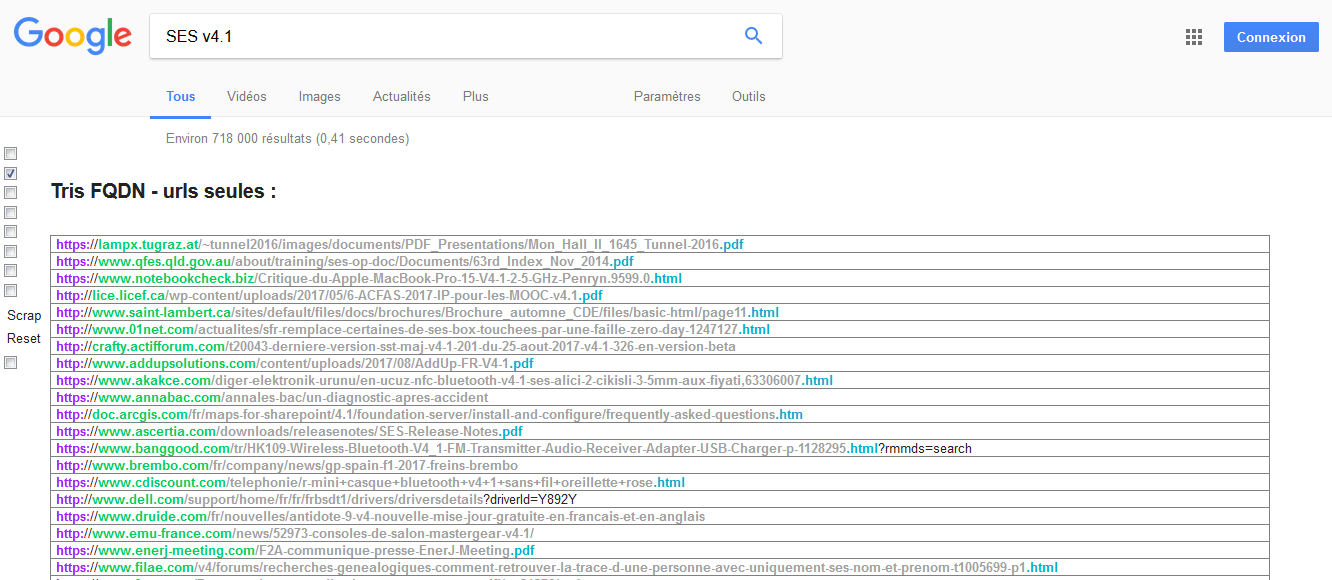 Google
SES v4.1
Connexion
Tous Vidéos Images Actualités Plus Paramètres Outils
Environ 718 000 résultats (0,41 secondes)
Tris FQDN - urls seules :
https://lampx.tugraz.at/~tunnel2016/images/documents/PDF_Presentations/Mon_Hall_II_1645_Tunnel-2016.pdf
https://www.qfes.qld.gov.au/about/training/ses-op-doc/Documents/63rd_Index_Nov_2014.pdf
https://www.notebookcheck.biz/Critique-du-Apple-MacBook-Pro-15-V4-1-2-5-GHz-Penryn.9599.0.html
http://lice.licef.ca/wp-content/uploads/2017/05/6-ACFAS-2017-IP-pour-les-MOOC-v4.1.pdf
http://www.saint-lambert.ca/sites/default/files/docs/brochures/Brochure_automne_CDE/files/basic-html/page11.html
http://www.01net.com/actualites/sfr-remplace-certaines-de-ses-box-touchees-par-une-faille-zero-day-1247127.html
http://crafty.actifforum.com/t20043-derniere-version-sst-maj-v4-1-201-du-25-aout-2017-v4-1-326-en-version-beta
http://www.addupsolutions.com/content/uploads/2017/08/AddUp-FR-V4-1.pdf
https://www.akakce.com/diger-elektronik-urunu/en-ucuz-nfc-bluetooth-v4-1-ses-alici-2-cikisli-3-5mm-aux-fiyati,63306007.html
https://www.annabac.com/annales-bac/un-diagnostic-apres-accident
http://doc.arcgis.com/fr/maps-for-sharepoint/4.1/foundation-server/install-and-configure/frequently-asked-questions.htm
http://www.ascertia.com/downloads/releasenotes/SES-Release-Notes.pdf
https://www.banggood.com/tr/HK109-Wireless-Bluetooth-V4_1-FM-Transmitter-Audio-Receiver-Adapter-USB-Charger-p-1128295.html?rmmds=search
http://www.brembo.com/fr/company/news/gp-spain-f1-2017-freins-brembo
https://www.cdiscount.com/telephonie/r-mini+casque+bluetooth+v4+1+sans+fil+oreillette+rose.html
http://www.dell.com/support/home/fr/fr/frbsdt1/drivers/driversdetails?driverId=Y892Y
https://www.druide.com/fr/nouvelles/antidote-9-v4-nouvelle-mise-jour-gratuite-en-francais-et-en-anglais
http://www.emu-france.com/news/52973-consoles-de-salon-mastergear-v4-1/
https://www.enerj-meeting.com/F2A-communique-presse-EnerJ-Meeting.pdf
https://www.filae.com/v4/forums/recherches-genealogiques-comment-retrouver-la-trace-d-une-personne-avec-uniquement-ses-nom-et-prenom-t1005699-p1.html
Scrap
Reset